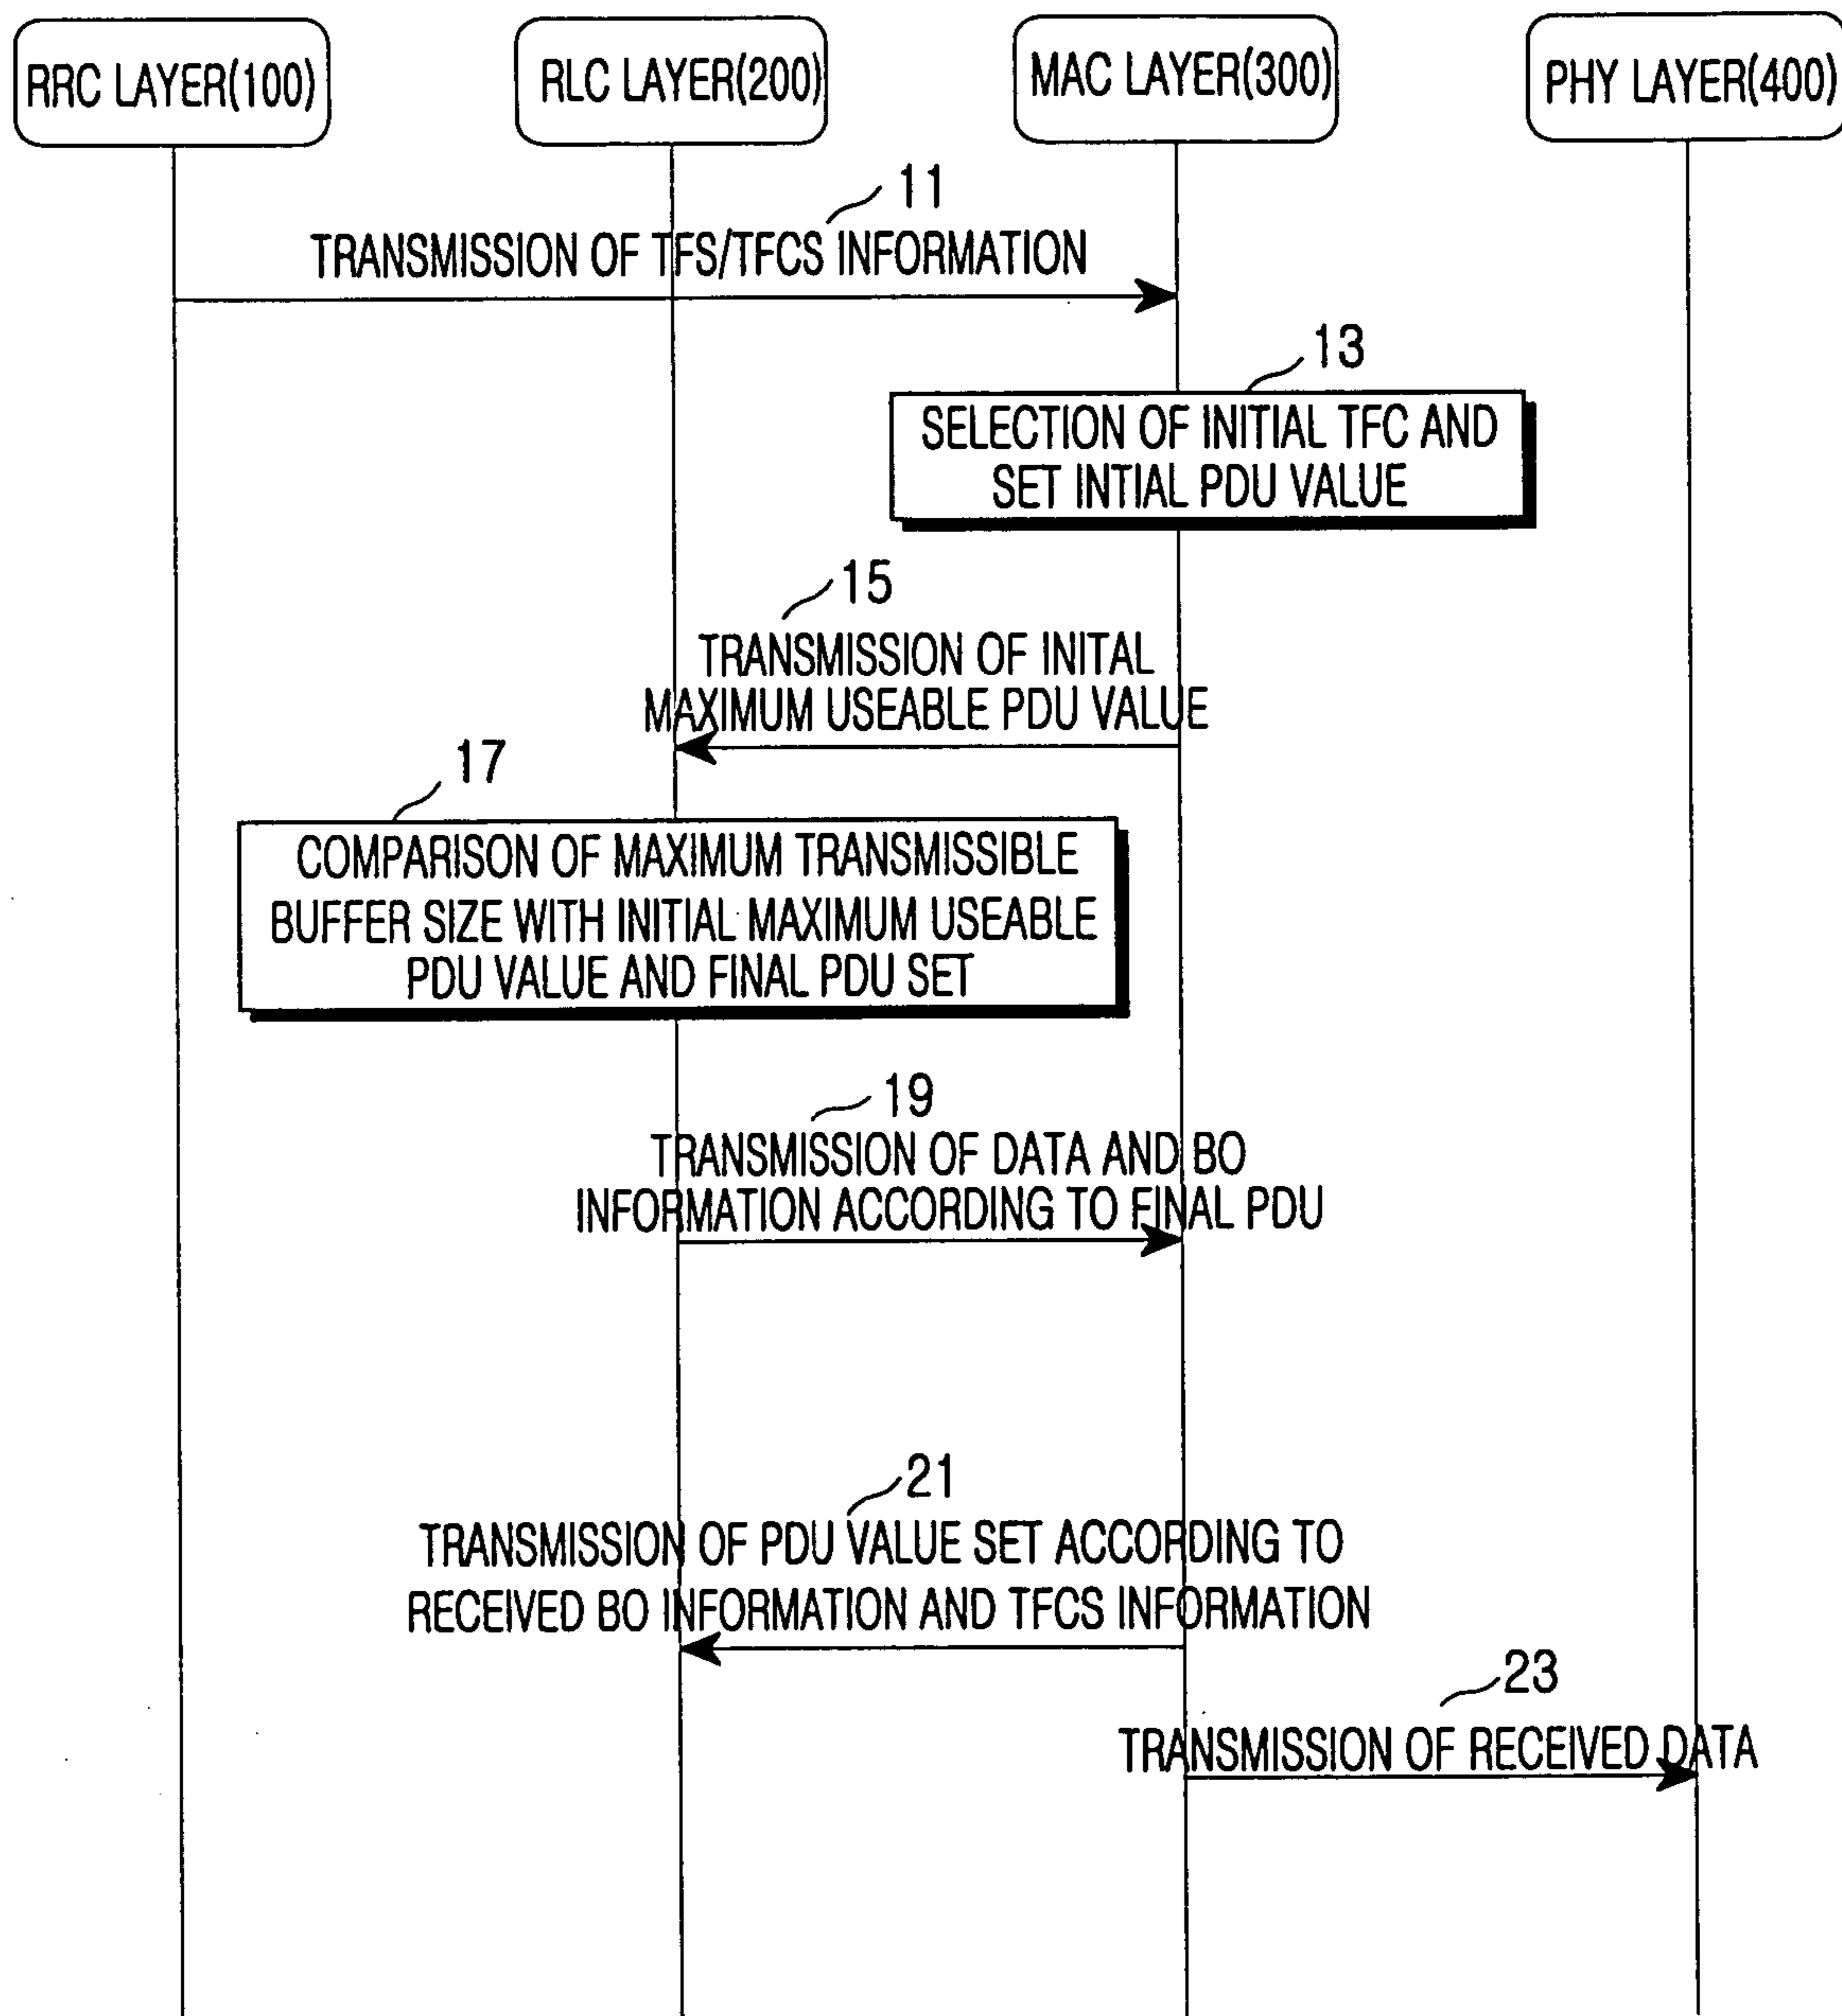 RRC LAYER(100)
RLC LAYER(200)
MAC LAYER(300)
PHY LAYER(400)
11
TRANSMISSION OF TFS/TFCS INFORMATION
13
SELECTION OF INITIAL TFC AND
SET INTIAL PDU VALUE
15
TRANSMISSION OF INITAL
MAXIMUM USEABLE PDU VALUE
17
COMPARISON OF MAXIMUM TRANSMISSIBLE
BUFFER SIZE WITH INITIAL MAXIMUM USEABLE
PDU VALUE AND FINAL PDU SET
19
TRANSMISSION OF DATA AND BO
INFORMATION ACCORDING TO FINAL PDU
21
TRANSMISSION OF PDU VALUE SET ACCORDING TO
RECEIVED BO INFORMATION AND TFCS INFORMATION
23
TRANSMISSION OF RECEIVED DATA